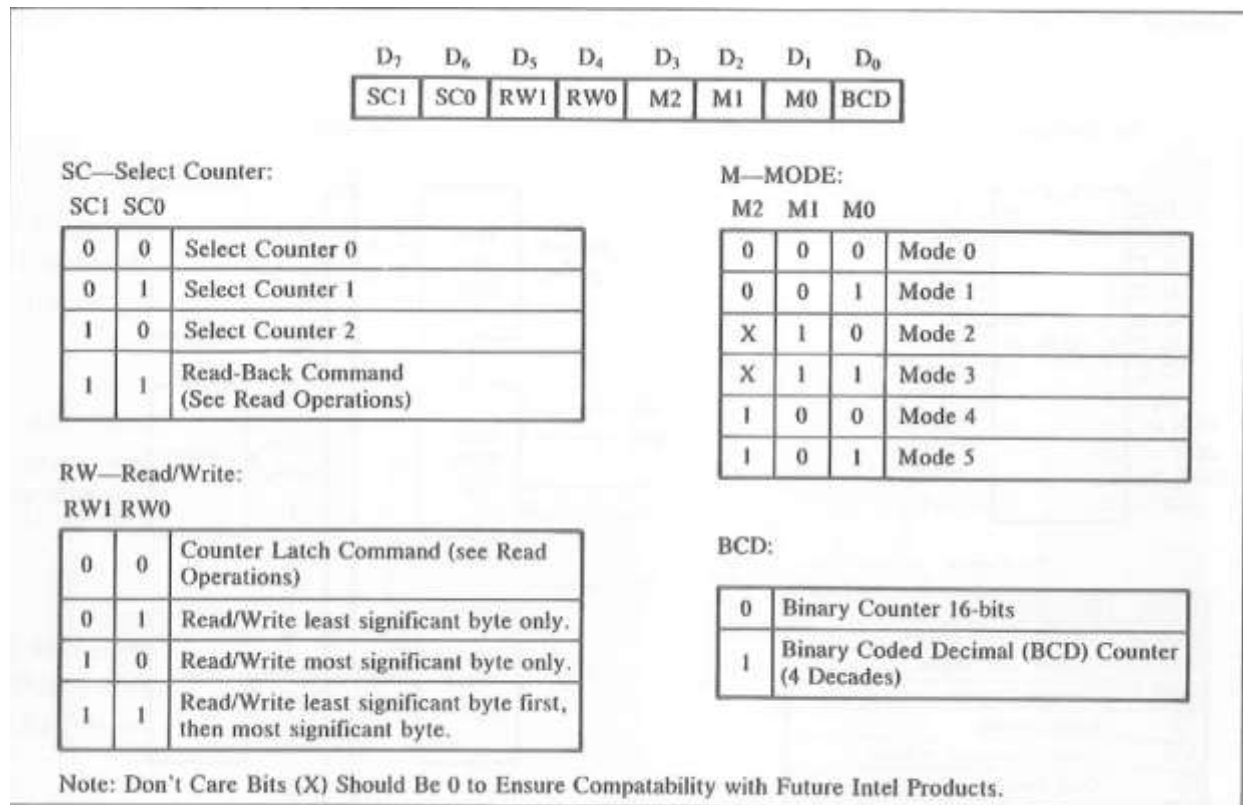 D₇ D₆ D₅ D₄ D₃ D₂ D₁ D₀
SC1 SC0 RW1 RW0 M2 M1 M0 BCD
SC—Select Counter:
SC1 SC0
0 0 Select Counter 0
0 1 Select Counter 1
1 0 Select Counter 2
1 1 Read-Back Command
(See Read Operations)
RW—Read/Write:
RW1 RW0
0 0 Counter Latch Command (see Read
Operations)
0 1 Read/Write least significant byte only.
1 0 Read/Write most significant byte only.
1 1 Read/Write least significant byte first,
then most significant byte.
M—MODE:
M2 M1 M0
0 0 0 Mode 0
0 0 1 Mode 1
X 1 0 Mode 2
X 1 1 Mode 3
1 0 0 Mode 4
1 0 1 Mode 5
BCD:
0 Binary Counter 16-bits
1 Binary Coded Decimal (BCD) Counter
(4 Decades)
Note: Don't Care Bits (X) Should Be 0 to Ensure Compatability with Future Intel Products.